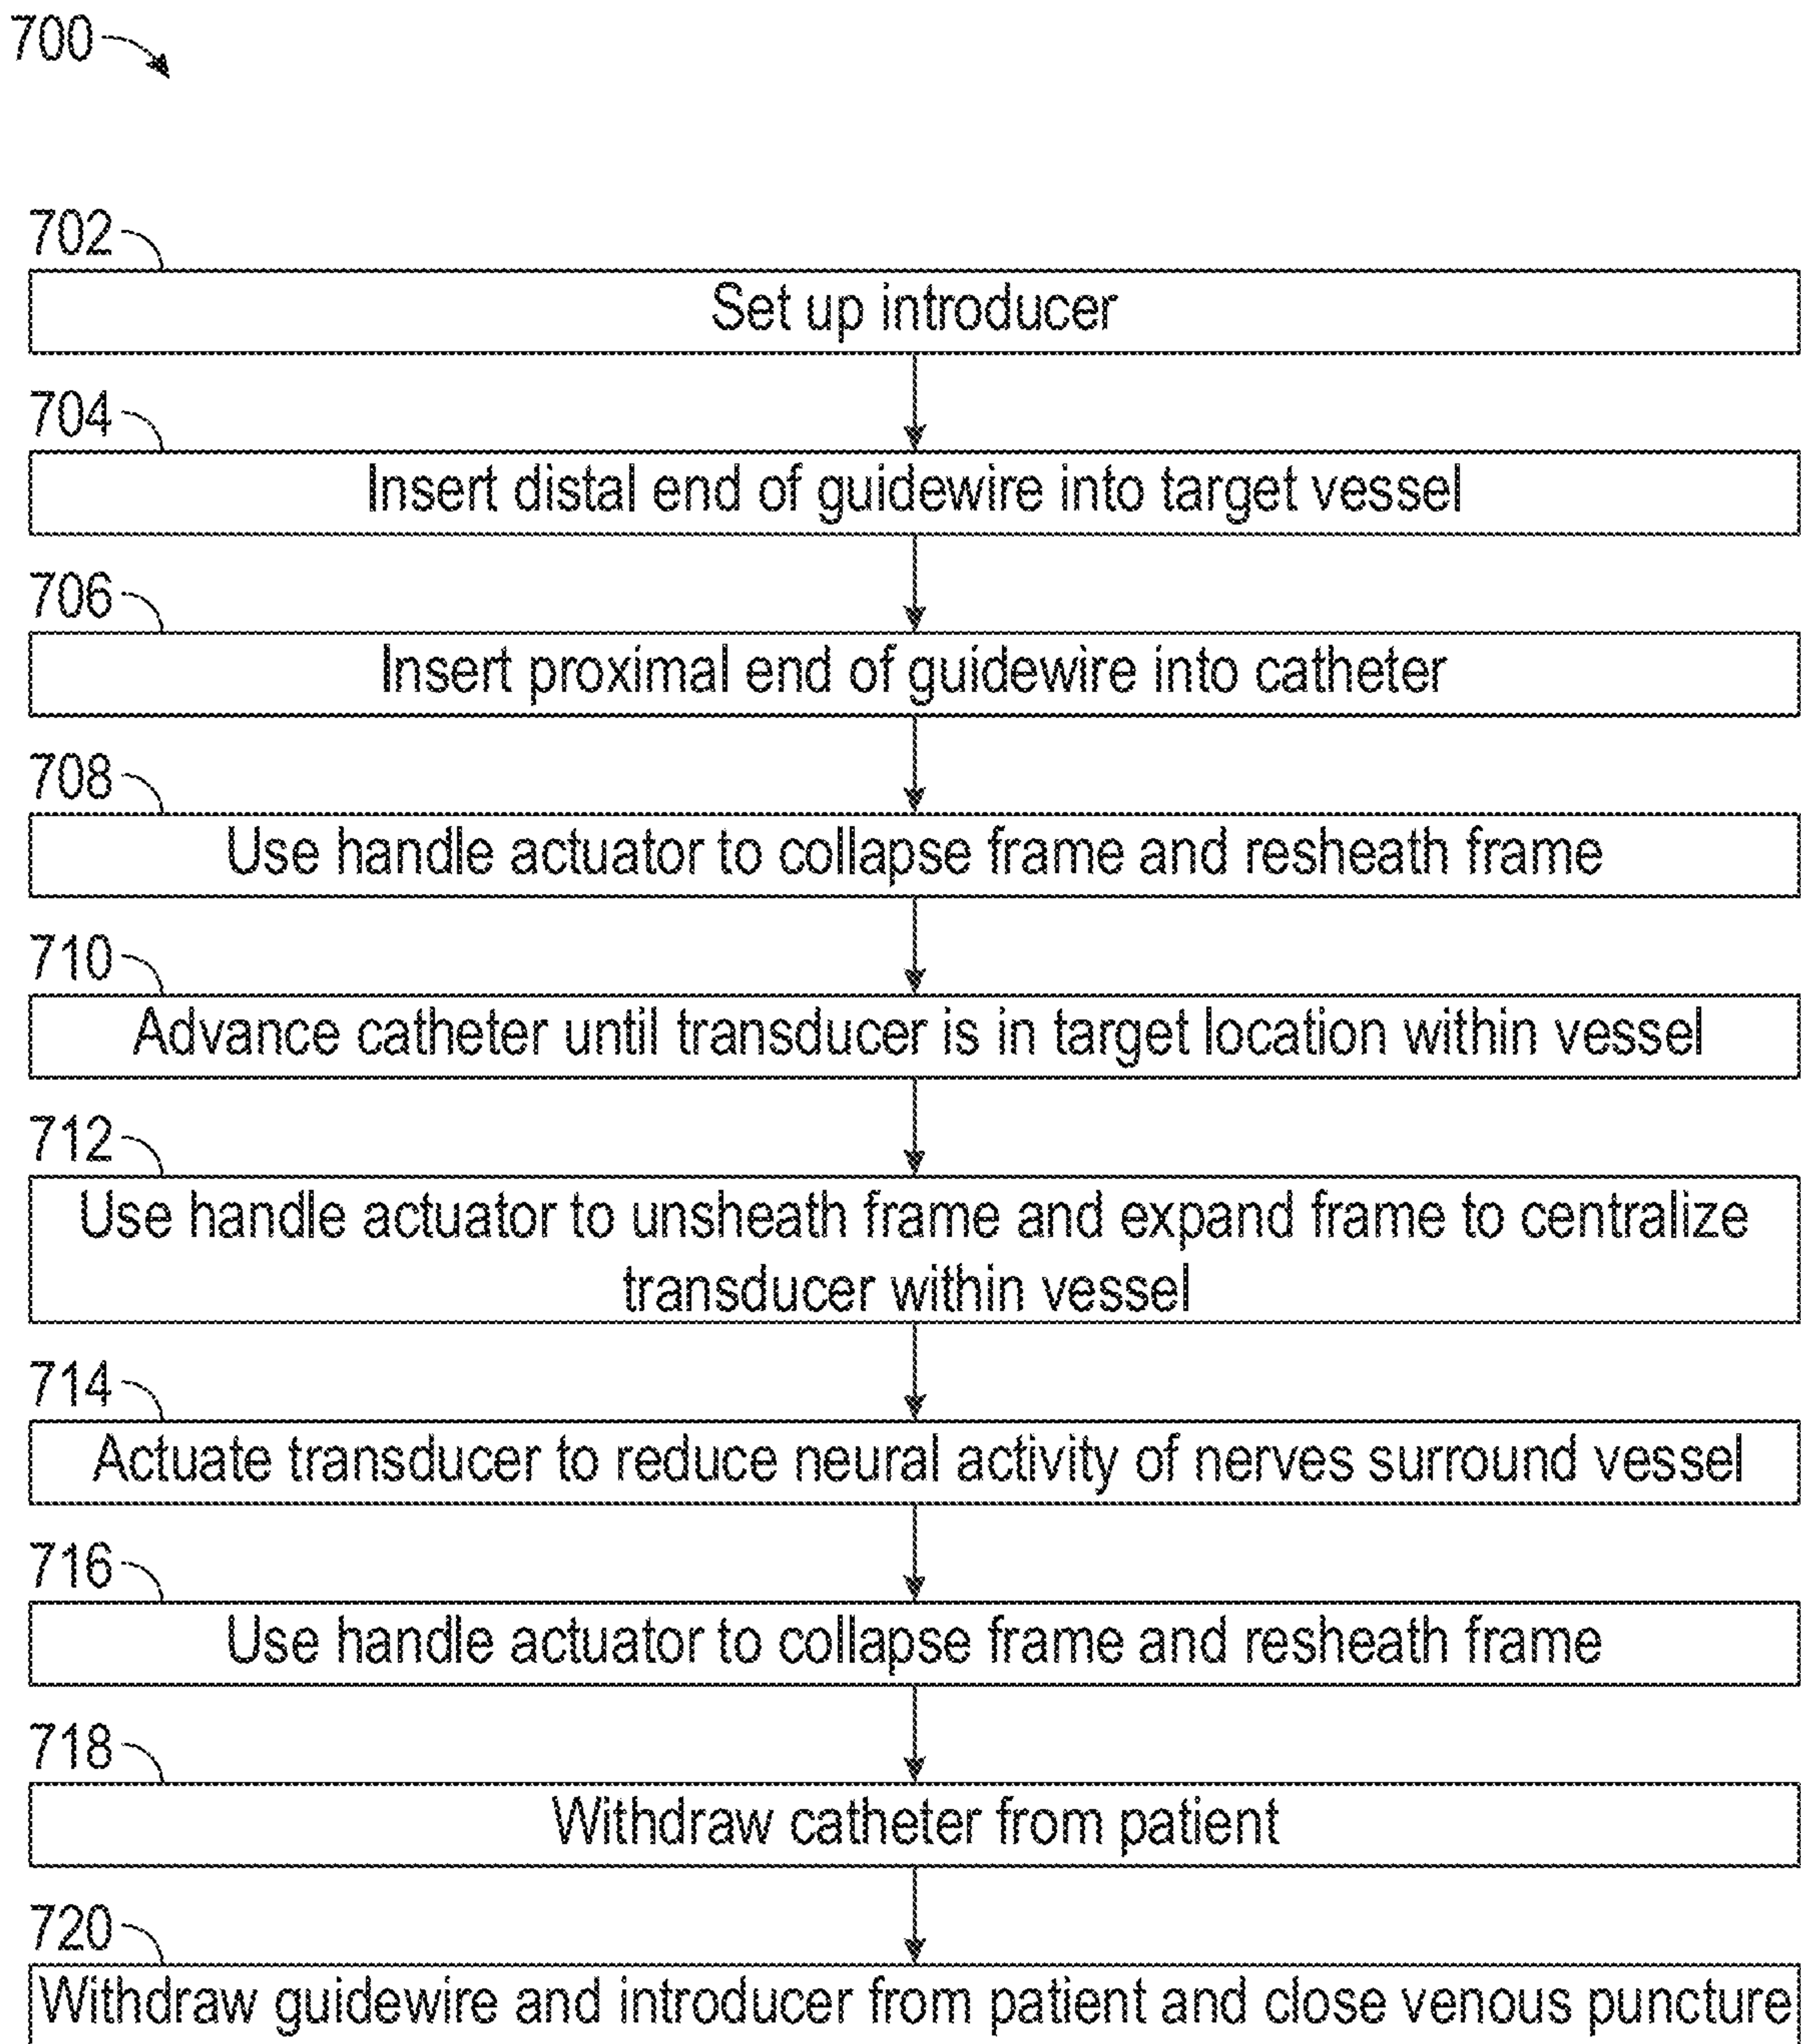 700
702
Set up introducer
704
Insert distal end of guidewire into target vessel
706
Insert proximal end of guidewire into catheter
708
Use handle actuator to collapse frame and resheath frame
710
Advance catheter until transducer is in target location within vessel
712
Use handle actuator to unsheath frame and expand frame to centralize
transducer within vessel
714
Actuate transducer to reduce neural activity of nerves surround vessel
716
Use handle actuator to collapse frame and resheath frame
718
Withdraw catheter from patient
720
Withdraw guidewire and introducer from patient and close venous puncture